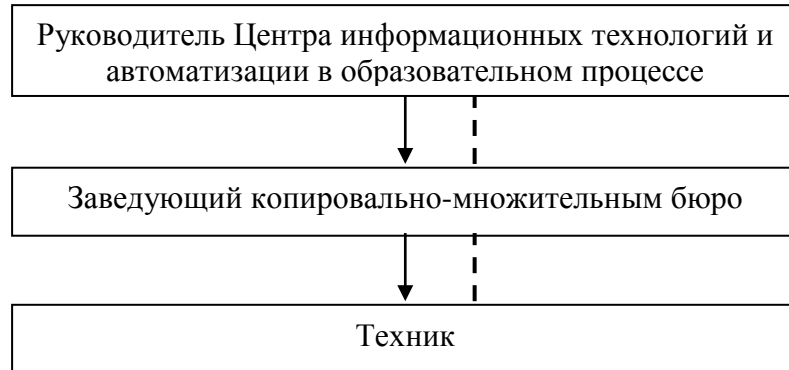 Руководитель Центра информационных технологий и
автоматизации в образовательном процессе
Заведующий копировально-множительным бюро
Техник